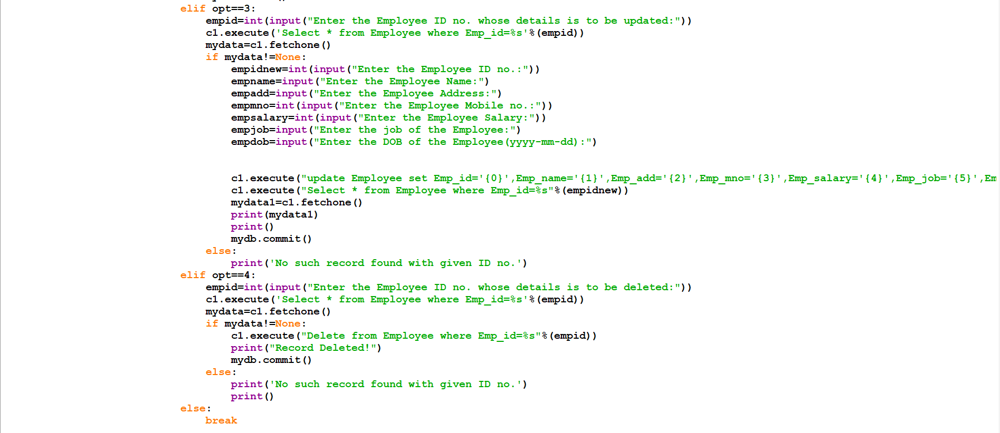 elif opt==3:
empid=int(input("Enter the Employee ID no. whose details is to be updated:"))
c1.execute('Select * from Employee where Emp_id=%s'%(empid))
mydata=c1.fetchone()
if mydata!=None:
empidnew=int(input("Enter the Employee ID no.:"))
empname=input("Enter the Employee Name:")
empadd=input("Enter the Employee Address:")
empmno=int(input("Enter the Employee Mobile no.:"))
empsalary=int(input("Enter the Employee Salary:"))
empjob=input("Enter the job of the Employee:")
empdob=input("Enter the DOB of the Employee(yyyy-mm-dd):")
c1.execute("update Employee set Emp_id='{0}',Emp_name='{1}',Emp_add='{2}',Emp_mno='{3}',Emp_salary='{4}',Emp_job='{5}',Em
c1.execute("Select * from Employee where Emp_id=%s"%(empidnew))
mydata1=c1.fetchone()
print(mydata1)
print()
mydb.commit()
else:
print('No such record found with given ID no.')
elif opt==4:
empid=int(input("Enter the Employee ID no. whose details is to be deleted:"))
c1.execute('Select * from Employee where Emp_id=%s'%(empid))
mydata=c1.fetchone()
if mydata!=None:
c1.execute("Delete from Employee where Emp_id=%s"%(empid))
print("Record Deleted!")
mydb.commit()
else:
print('No such record found with given ID no.')
print()
else:
break